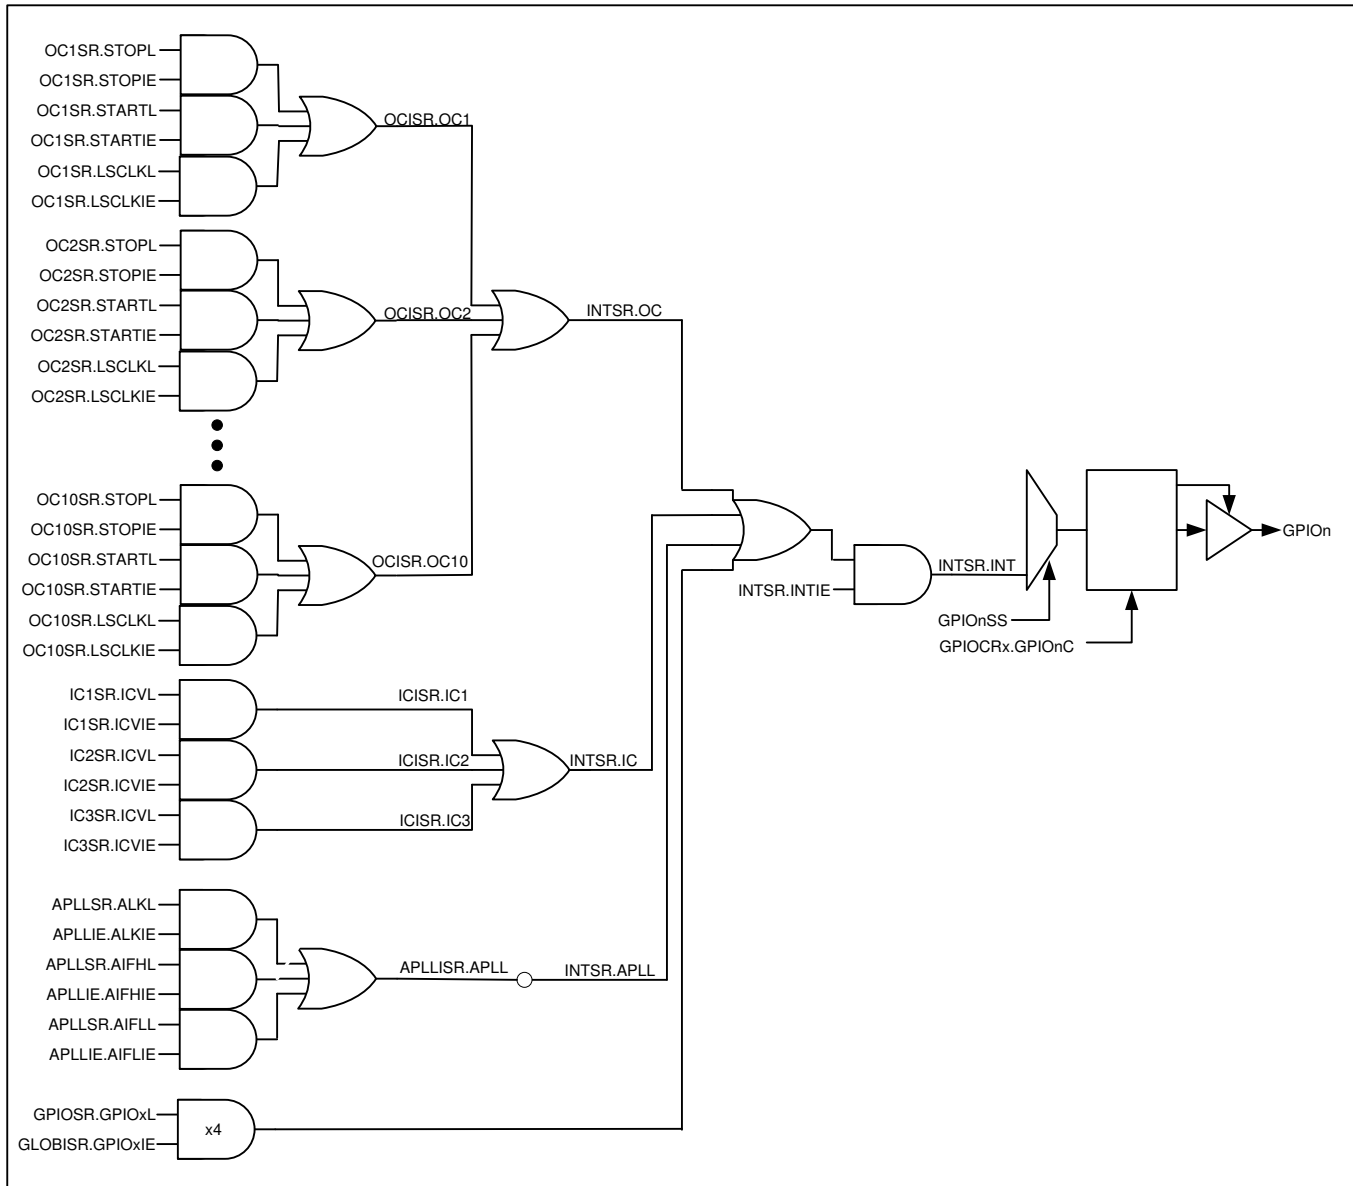 OC1SR.STOPL
OC1SR.STOPIE
OC1SR.STARTL
OC1SR.STARTIE
OC1SR.LSCLKL
OC1SR.LSCLKIE
OCISR.OC1
OC2SR.STOPL
OC2SR.STOPIE
OC2SR.STARTL
OC2SR.STARTIE
OC2SR.LSCLKL
OC2SR.LSCLKIE
OCISR.OC2
INTSR.OC
OC10SR.STOPL
OC10SR.STOPIE
OC10SR.STARTL
OC10SR.STARTIE
OC10SR.LSCLKL
OC10SR.LSCLKIE
OCISR.OC10
IC1SR.ICVL
IC1SR.ICVIE
IC2SR.ICVL
IC2SR.ICVIE
IC3SR.ICVL
IC3SR.ICVIE
ICISR.IC1
ICISR.IC2
ICISR.IC3
INTSR.IC
APLLSR.ALKL
APLLIE.ALKIE
APLLSR.AIFHL
APLLIE.AIFHIE
APLLSR.AIFLL
APLLIE.AIFLIE
APLLISR.APLL
INTSR.APLL
GPIOSR.GPIOxL
GLOBISR.GPIOxIE
x4
INTSR.INTIE
INTSR.INT
GPIOnSS
GPIOCRx.GPIOnC
GPIOn